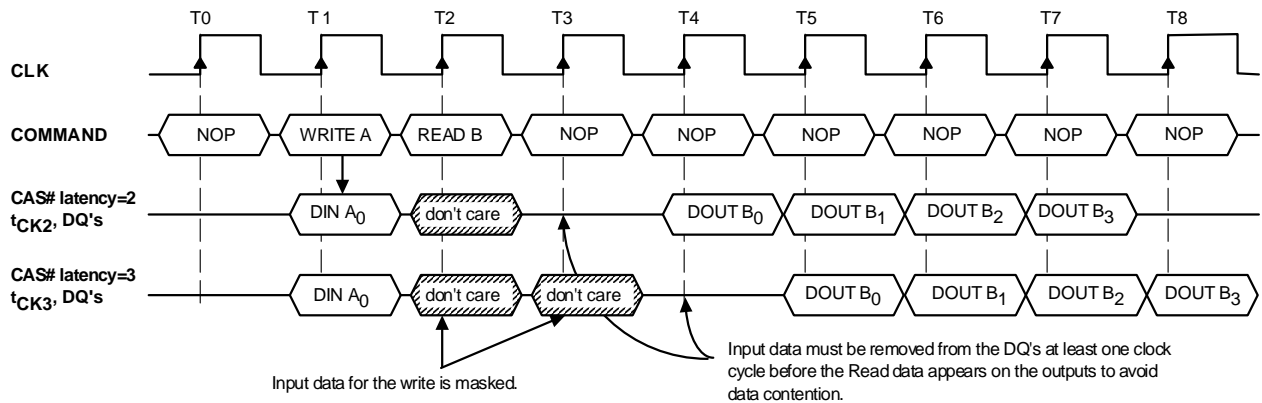 T0 T1 T2 T3 T4 T5 T6 T7 T8
CLK
COMMAND NOP WRITE A READ B NOP NOP NOP NOP NOP NOP
CAS# latency=2
tCK2, DQ's DIN A0 don't care DOUT B0 DOUT B1 DOUT B2 DOUT B3
CAS# latency=3
tCK3, DQ's DIN A0 don't care don't care DOUT B0 DOUT B1 DOUT B2 DOUT B3
Input data for the write is masked.
Input data must be removed from the DQ's at least one clock
cycle before the Read data appears on the outputs to avoid
data contention.